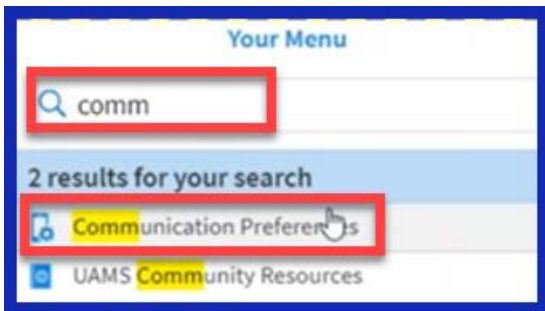 Your Menu
comm
2 results for your search
Communication Preferences
UAMS Community Resources